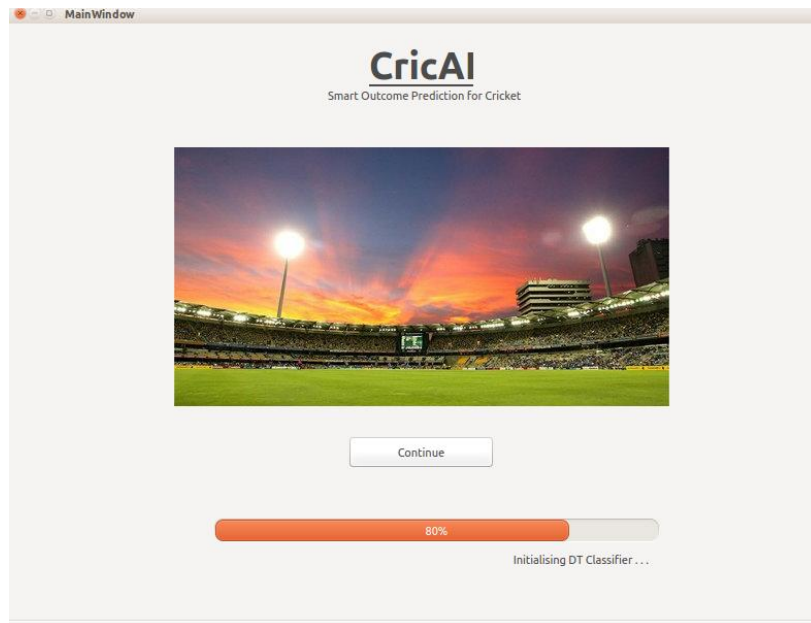 MainWindow
CricAI
Smart Outcome Prediction for Cricket
Continue
80%
Initialising DT Classifier . . .